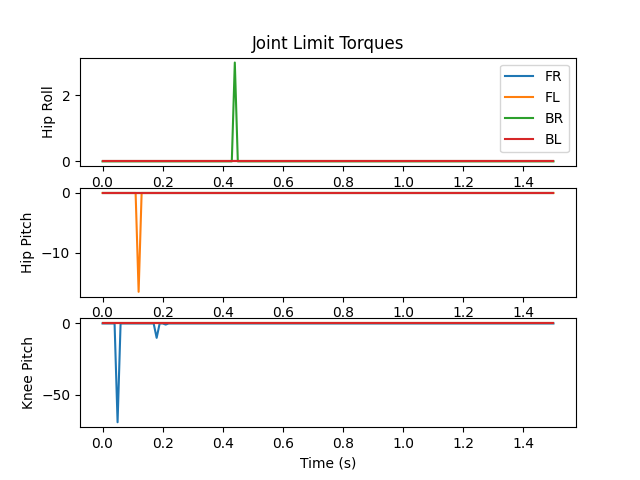 Joint Limit Torques
Hip Roll
2
0
FR
FL
BR
BL
0.0 0.2 0.4 0.6 0.8 1.0 1.2 1.4
Hip Pitch
0
−10
0.0 0.2 0.4 0.6 0.8 1.0 1.2 1.4
Knee Pitch
0
−50
0.0 0.2 0.4 0.6 0.8 1.0 1.2 1.4
Time (s)